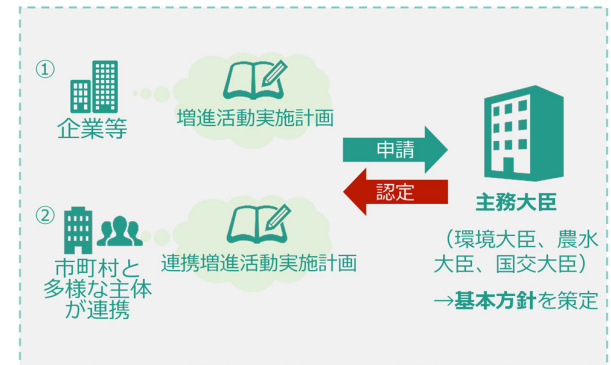 ①
企業等
増進活動実施計画
②
市町村と
多様な主体
が連携
連携増進活動実施計画
申請
認定
主務大臣
（環境大臣、農水
大臣、国交大臣）
→基本方針を策定